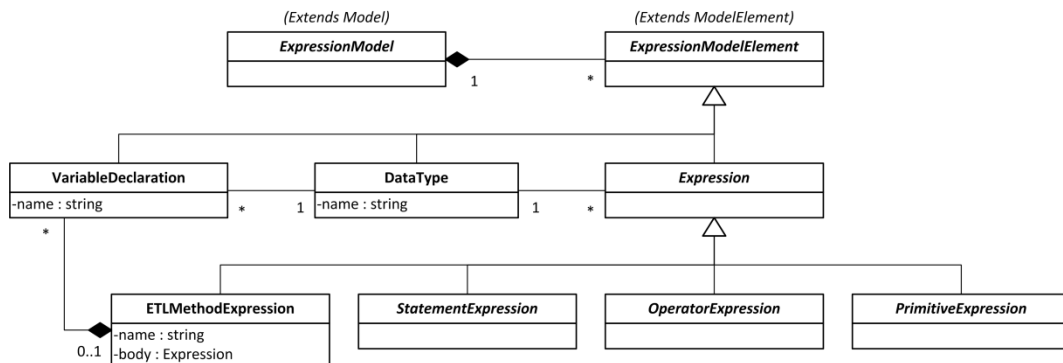 (Extends Model)
(Extends ModelElement)
ExpressionModel
ExpressionModelElement
1
*
VariableDeclaration
-name : string
DataType
-name : string
Expression
*
1
1
*
*
ETLMethodExpression
-name : string
-body : Expression
StatementExpression
OperatorExpression
PrimitiveExpression
0..1